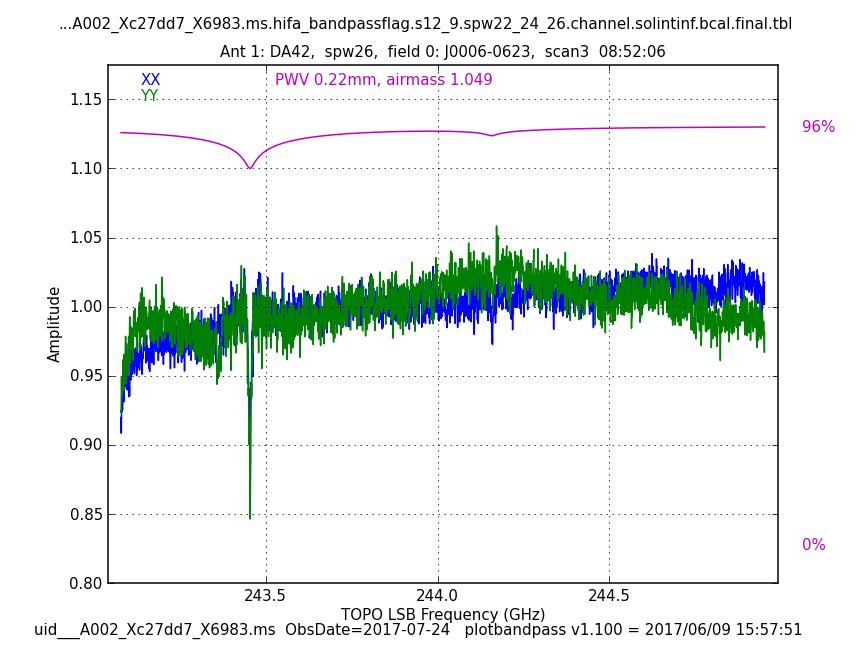 ...A002_Xc27dd7_X6983.ms.hifa_bandpassflag.s12_9.spw22_24_26.channel.solintinf.bcal.final.tbl
Ant 1: DA42,  spw26,  field 0: J0006-0623,  scan3  08:52:06
XX
PWV 0.22mm, airmass 1.049
YY
1.15
96%
1.10
1.05
1.00
Amplitude
0.95
0.90
0.85
0%
0.80
243.5
244.0
244.5
TOPO LSB Frequency (GHz)
uid___A002_Xc27dd7_X6983.ms  ObsDate=2017-07-24   plotbandpass v1.100 = 2017/06/09 15:57:51